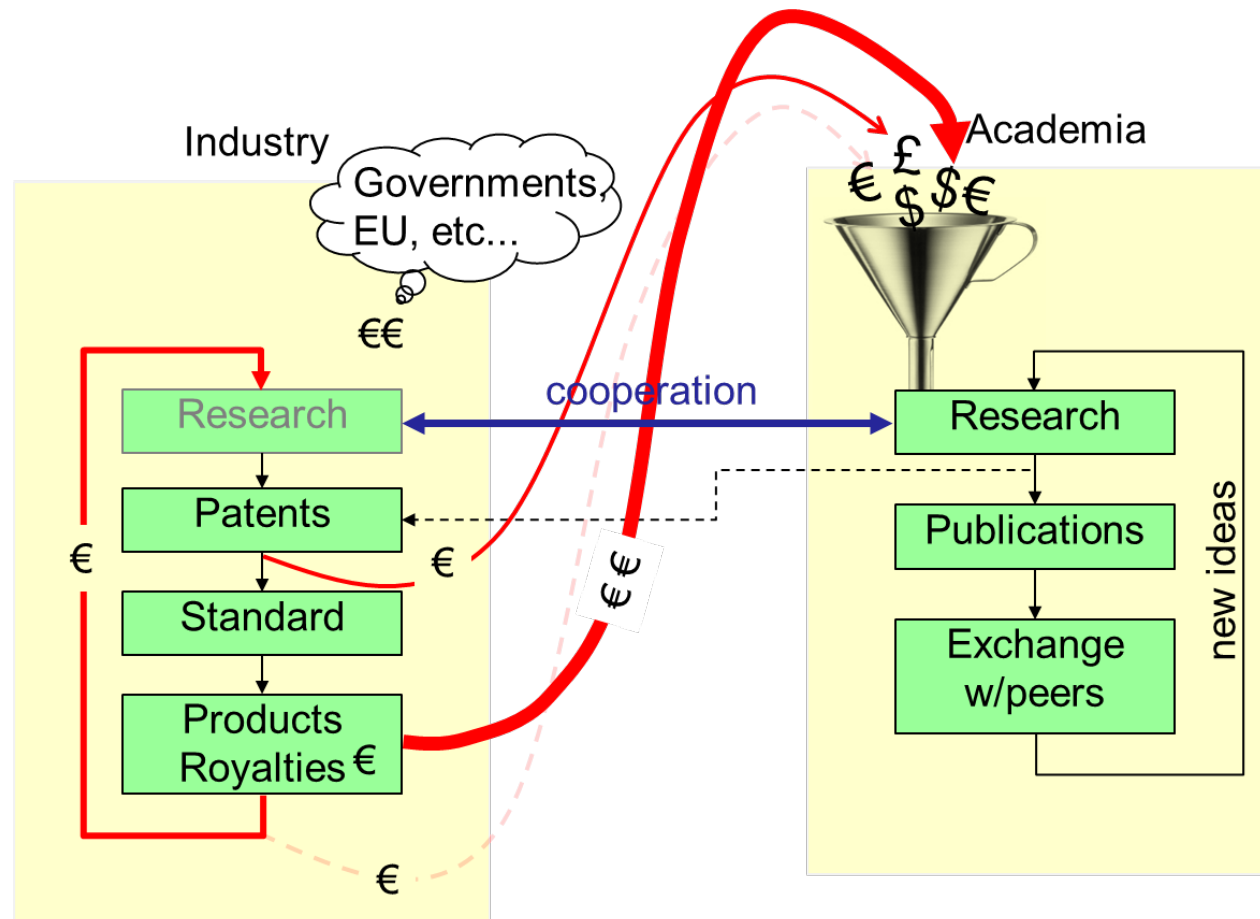 Industry
Governments,
EU, etc...
€€
Research
Patents
€
€
Standard
Products
Royalties €
€
cooperation
€ €
Academia
€ £ $ $ €
Research
Publications
Exchange
w/peers
new ideas